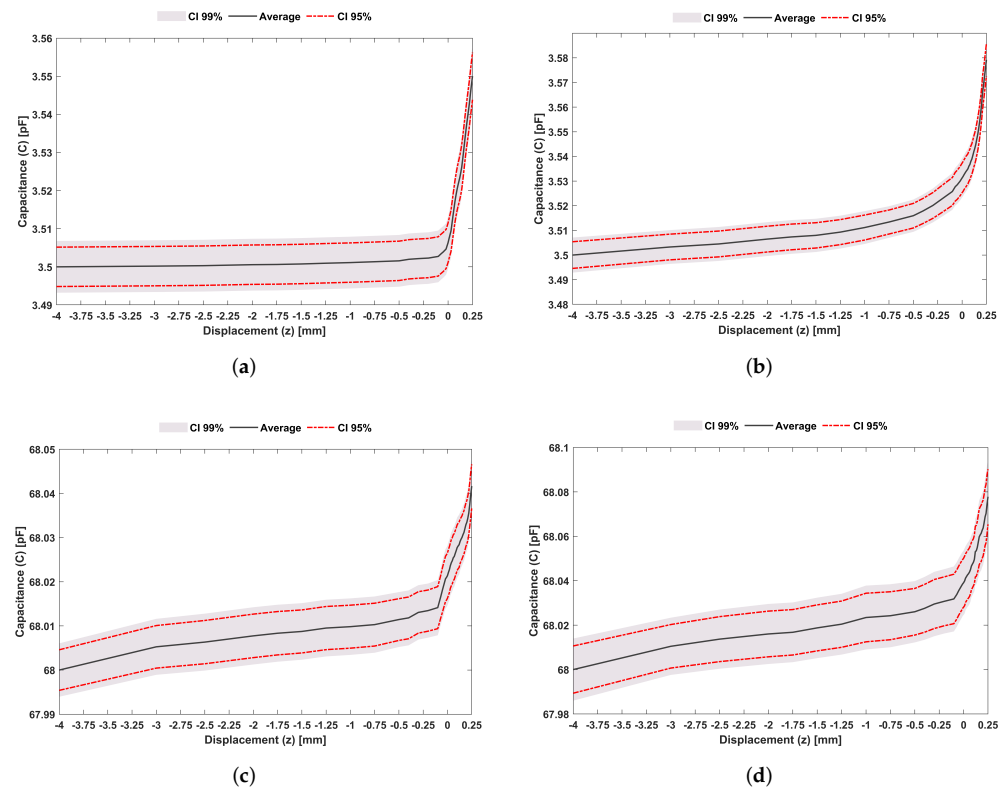 CI 99% Average CI 95%
3.56
3.55
3.54
3.53
3.52
3.51
3.5
3.49
Capacitance (C) [pF]
-4 -3.75 -3.5 -3.25 -3 -2.75 -2.5 -2.25 -2 -1.75 -1.5 -1.25 -1 -0.75 -0.5 -0.25 0 0.25
Displacement (z) [mm]
(a)
CI 99% Average CI 95%
3.58
3.57
3.56
3.55
3.54
3.53
3.52
3.51
3.5
3.49
3.48
Capacitance (C) [pF]
-4 -3.75 -3.5 -3.25 -3 -2.75 -2.5 -2.25 -2 -1.75 -1.5 -1.25 -1 -0.75 -0.5 -0.25 0 0.25
Displacement (z) [mm]
(b)
CI 99% Average CI 95%
68.05
68.04
68.03
68.02
68.01
68
67.99
Capacitance (C) [pF]
-4 -3.75 -3.5 -3.25 -3 -2.75 -2.5 -2.25 -2 -1.75 -1.5 -1.25 -1 -0.75 -0.5 -0.25 0 0.25
Displacement (z) [mm]
(c)
CI 99% Average CI 95%
68.1
68.08
68.06
68.04
68.02
68
67.98
Capacitance (C) [pF]
-4 -3.75 -3.5 -3.25 -3 -2.75 -2.5 -2.25 -2 -1.75 -1.5 -1.25 -1 -0.75 -0.5 -0.25 0 0.25
Displacement (z) [mm]
(d)